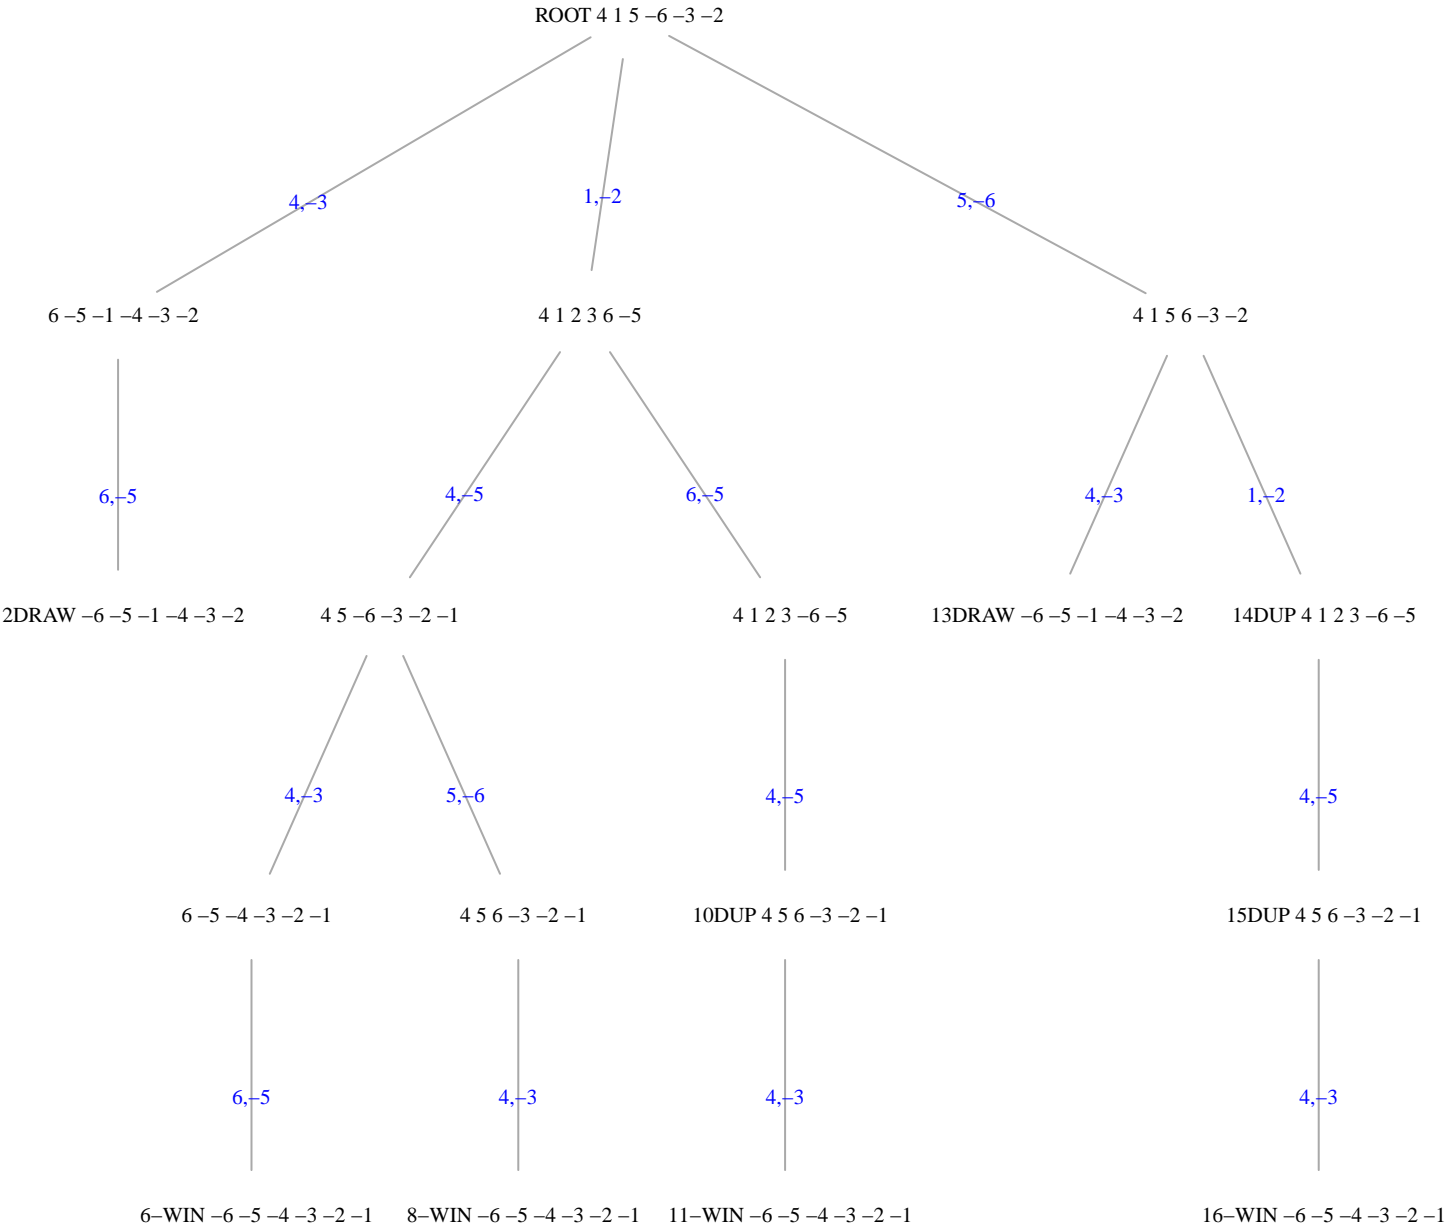 ROOT 4 1 5 –6 –3 –2
4,–3
1,–2
5,–6
6 –5 –1 –4 –3 –2
4 1 2 3 6 –5
4 1 5 6 –3 –2
6,–5
4,–5
6,–5
4,–3
1,–2
2DRAW –6 –5 –1 –4 –3 –2
4 5 –6 –3 –2 –1
4 1 2 3 –6 –5
13DRAW –6 –5 –1 –4 –3 –2
14DUP 4 1 2 3 –6 –5
4,–3
5,–6
4,–5
4,–5
6 –5 –4 –3 –2 –1
4 5 6 –3 –2 –1
10DUP 4 5 6 –3 –2 –1
15DUP 4 5 6 –3 –2 –1
6,–5
4,–3
4,–3
4,–3
6–WIN –6 –5 –4 –3 –2 –1
8–WIN –6 –5 –4 –3 –2 –1
11–WIN –6 –5 –4 –3 –2 –1
16–WIN –6 –5 –4 –3 –2 –1